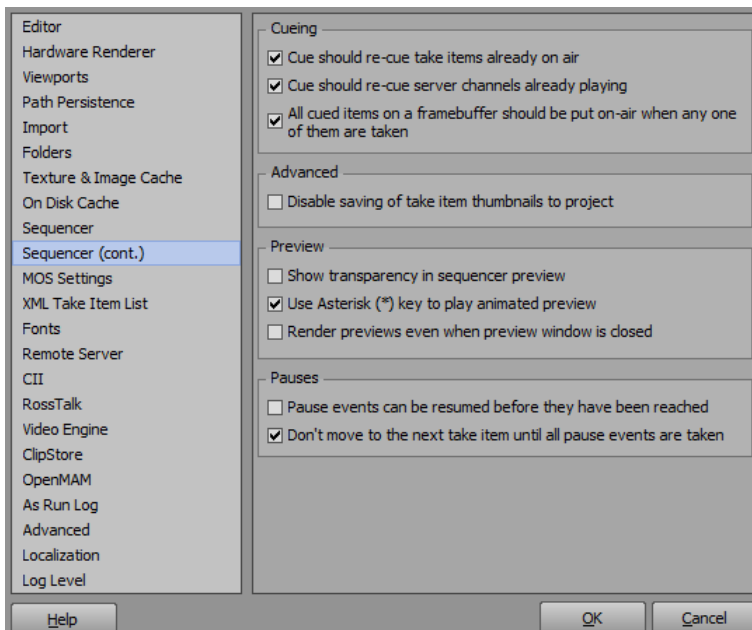 Editor
Hardware Renderer
Viewports
Path Persistence
Import
Folders
Texture & Image Cache
On Disk Cache
Sequencer
Sequencer (cont.)
MOS Settings
XML Take Item List
Fonts
Remote Server
CII
RossTalk
Video Engine
ClipStore
OpenMAM
As Run Log
Advanced
Localization
Log Level
Cueing
Cue should re-cue take items already on air
Cue should re-cue server channels already playing
All cued items on a framebuffer should be put on-air when any one
of them are taken
Advanced
Disable saving of take item thumbnails to project
Preview
Show transparency in sequencer preview
Use Asterisk (*) key to play animated preview
Render previews even when preview window is closed
Pauses
Pause events can be resumed before they have been reached
Don't move to the next take item until all pause events are taken
Help
OK
Cancel